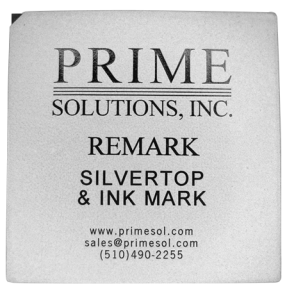 PRIME
SOLUTIONS, INC.
REMARK
SILVERTOP
& INK MARK
www.primesol.com
sales@primesol.com
(510)490-2255